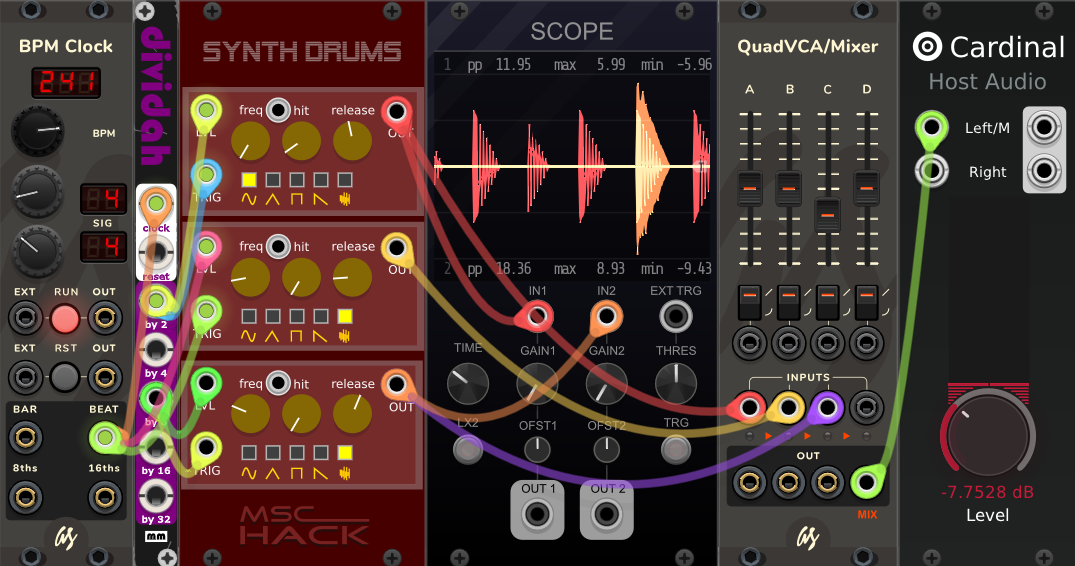 BPM Clock
241
BPM
4
SIG
4
EXT RUN OUT
EXT RST OUT
BAR BEAT
8ths 16ths
dividah
clock
reset
by 2
by 4
by 16
by 32
mm
SYNTH DRUMS
LVL
TRIG
freq hit release
OUT
LVL
TRIG
freq hit release
OUT
LVL
TRIG
freq hit release
OUT
MSC
HACK
SCOPE
1 pp 11.95 max 5.99 min -5.96
2 pp 18.36 max 8.93 min -9.43
IN1 IN2 EXT TRG
TIME GAIN1 GAIN2 THRES
LX2 OFST1 OFST2 TRG
OUT 1 OUT 2
QuadVCA/Mixer
A B C D
INPUTS
OUT
MIX
Cardinal
Host Audio
Left/M
Right
-7.7528 dB
Level